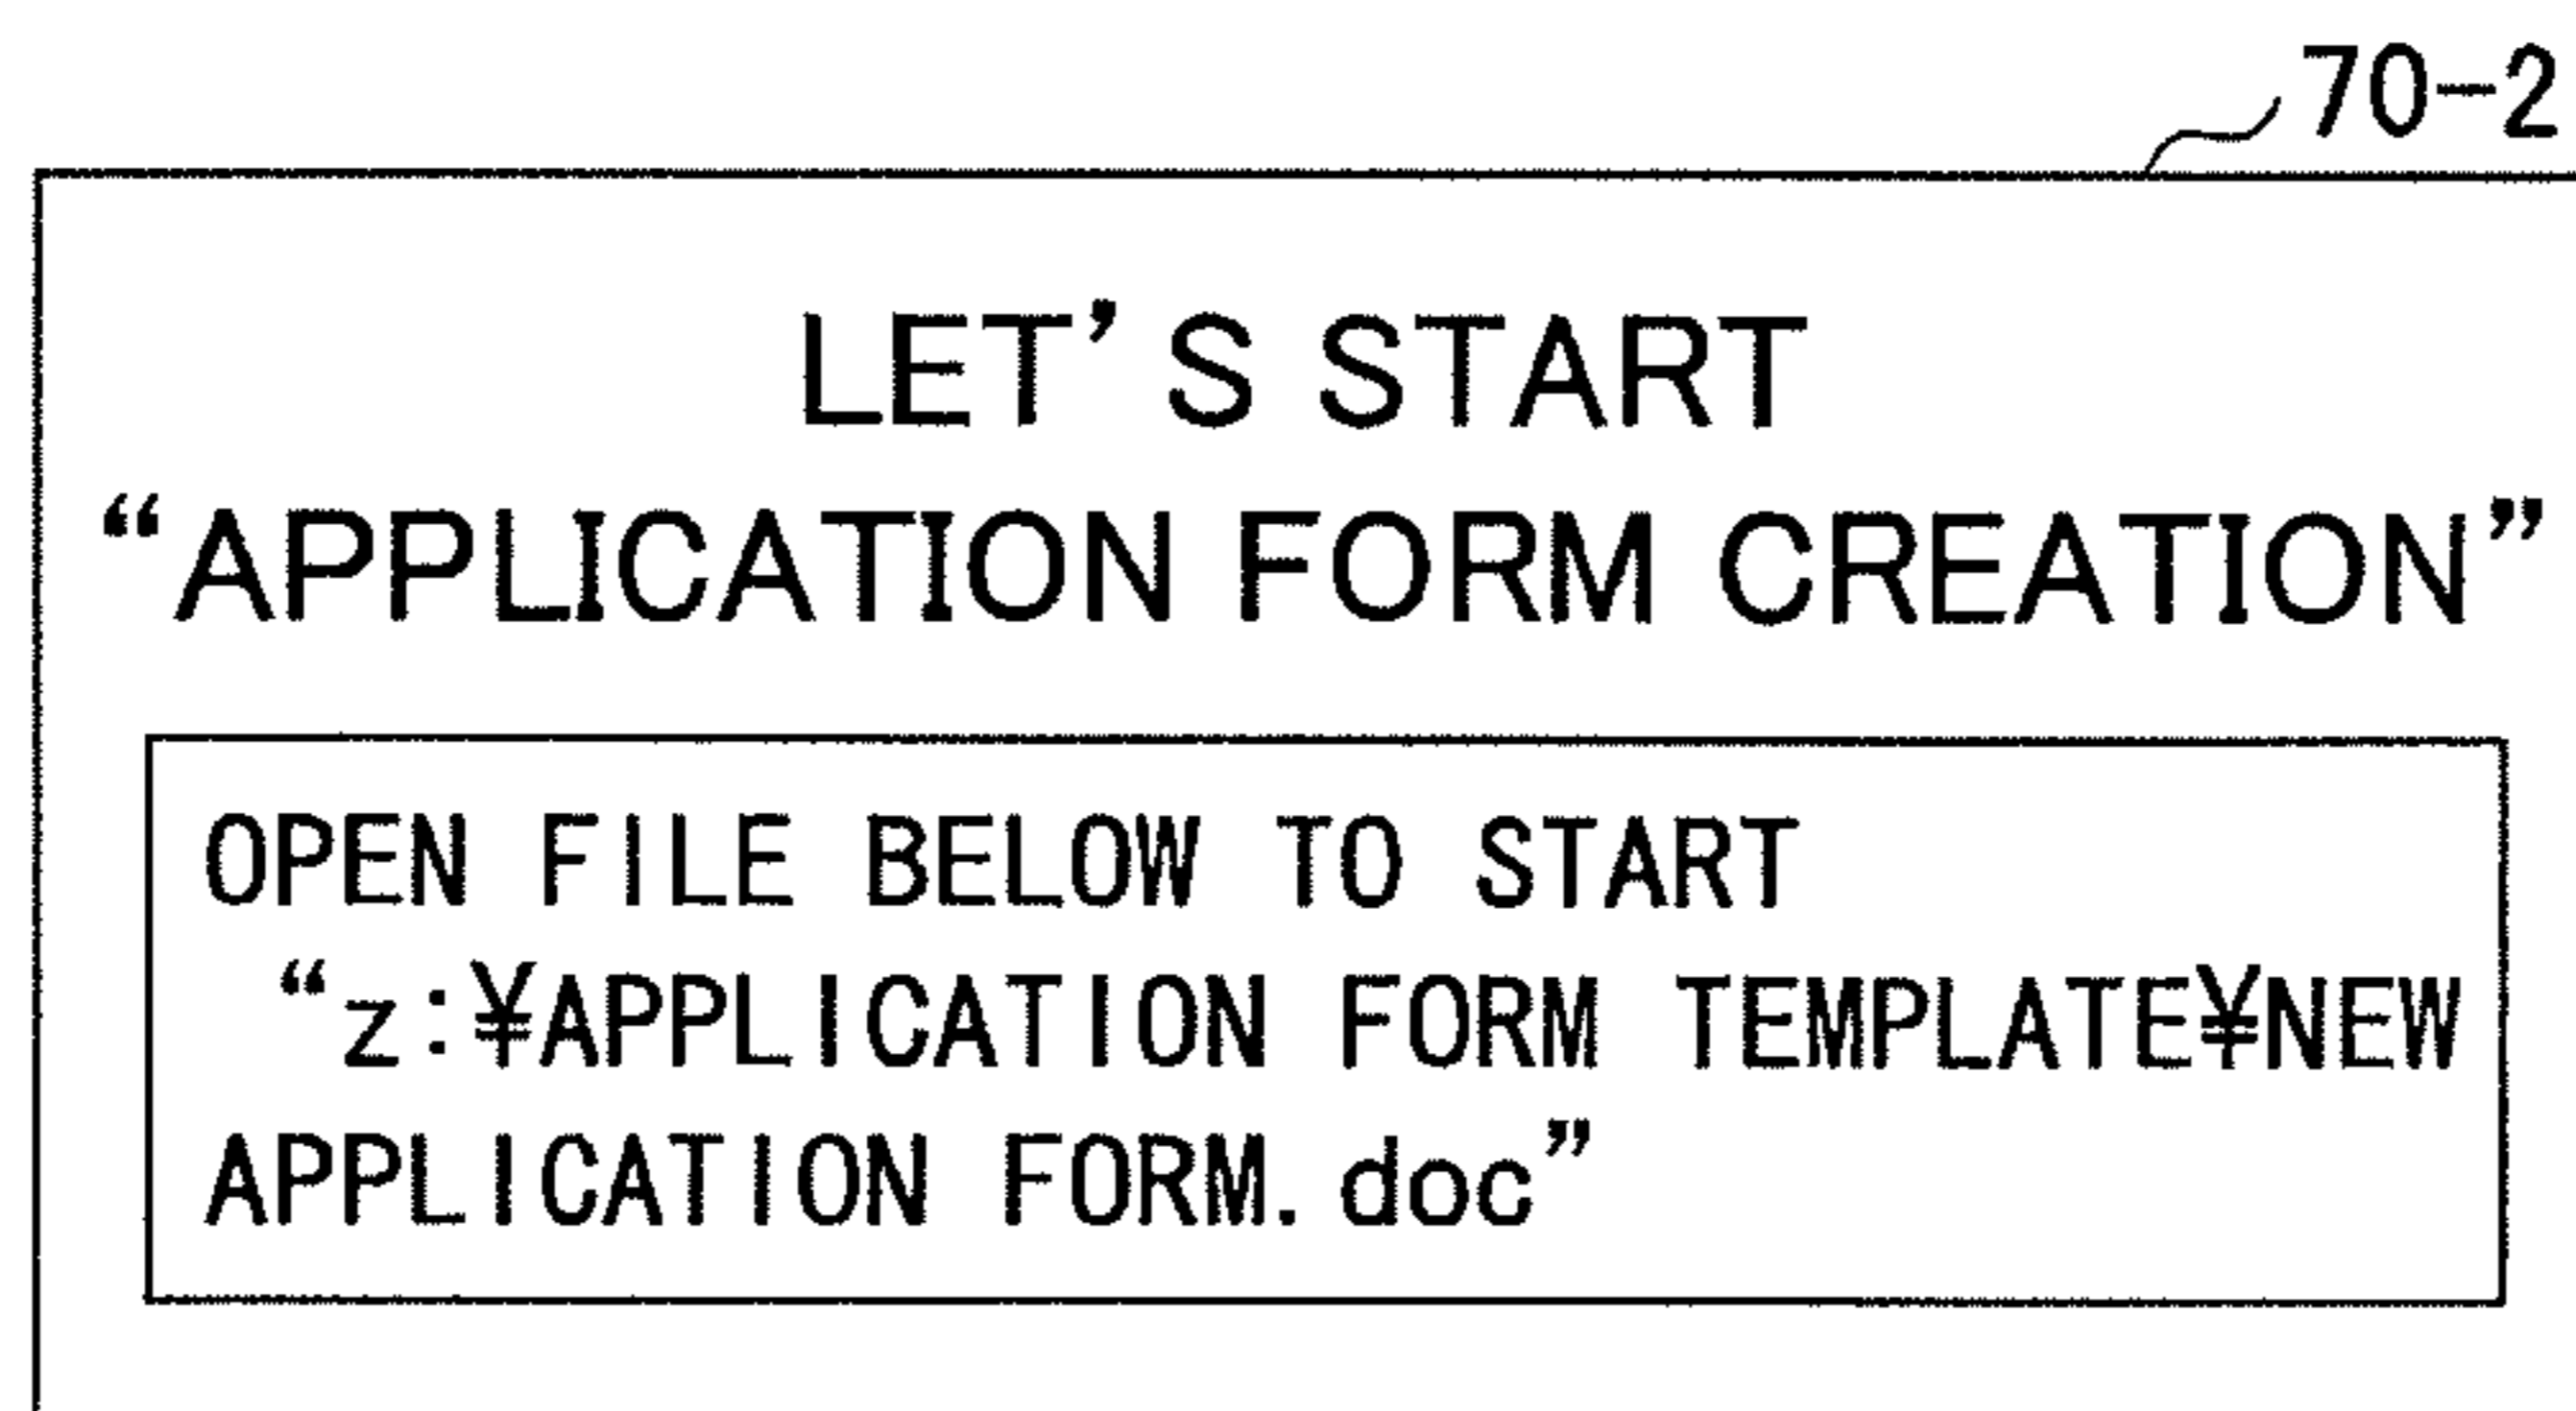 70-2
LET'S START
“APPLICATION FORM CREATION”
OPEN FILE BELOW TO START
“z:¥APPLICATION FORM TEMPLATE¥NEW
APPLICATION FORM.doc”